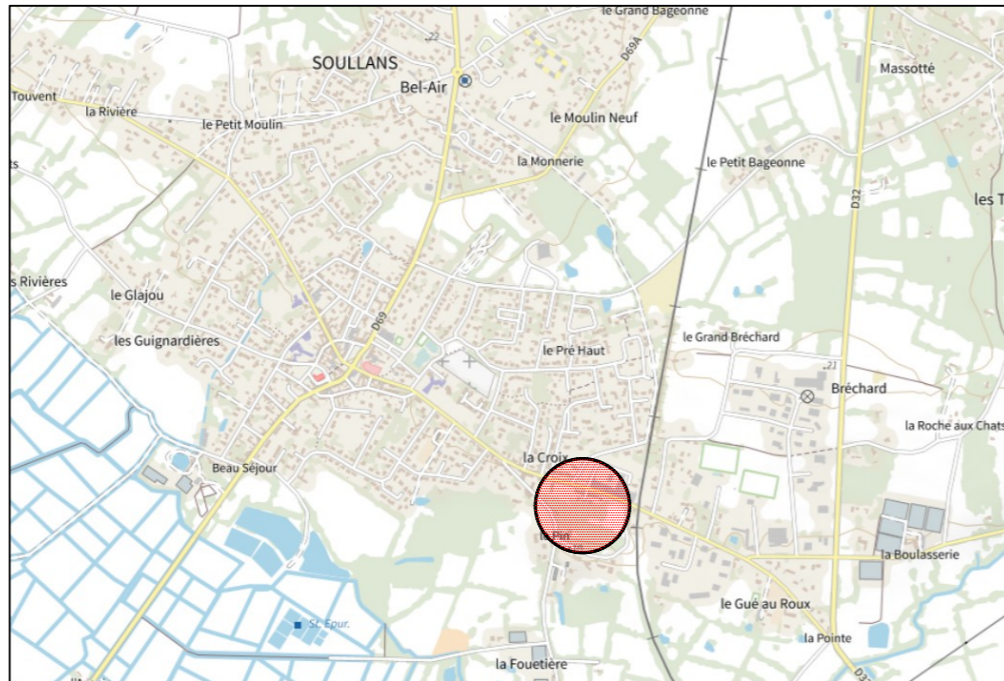 le Grand Bageonne
22
D69A
SOULLANS
Bel-Air
Massotté
Touvent
la Rivière
le Petit Moulin
le Moulin Neuf
la Monnerie
le Petit Bageonne
D32
les T
s Rivières
le Glajou
D69
les Guignardières
le Pré Haut
le Grand Bréchard
21
Bréchard
la Roche aux Chats
Beau Séjour
la Croix
le Pin
la Boulasserie
le Gué au Roux
St. Epur.
la Pointe
la Fouetière